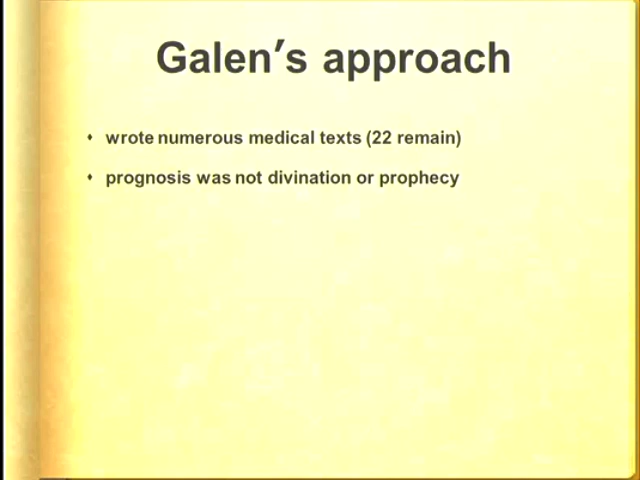 Galen's approach
wrote numerous medical texts (22 remain)
prognosis was not divination or prophecy